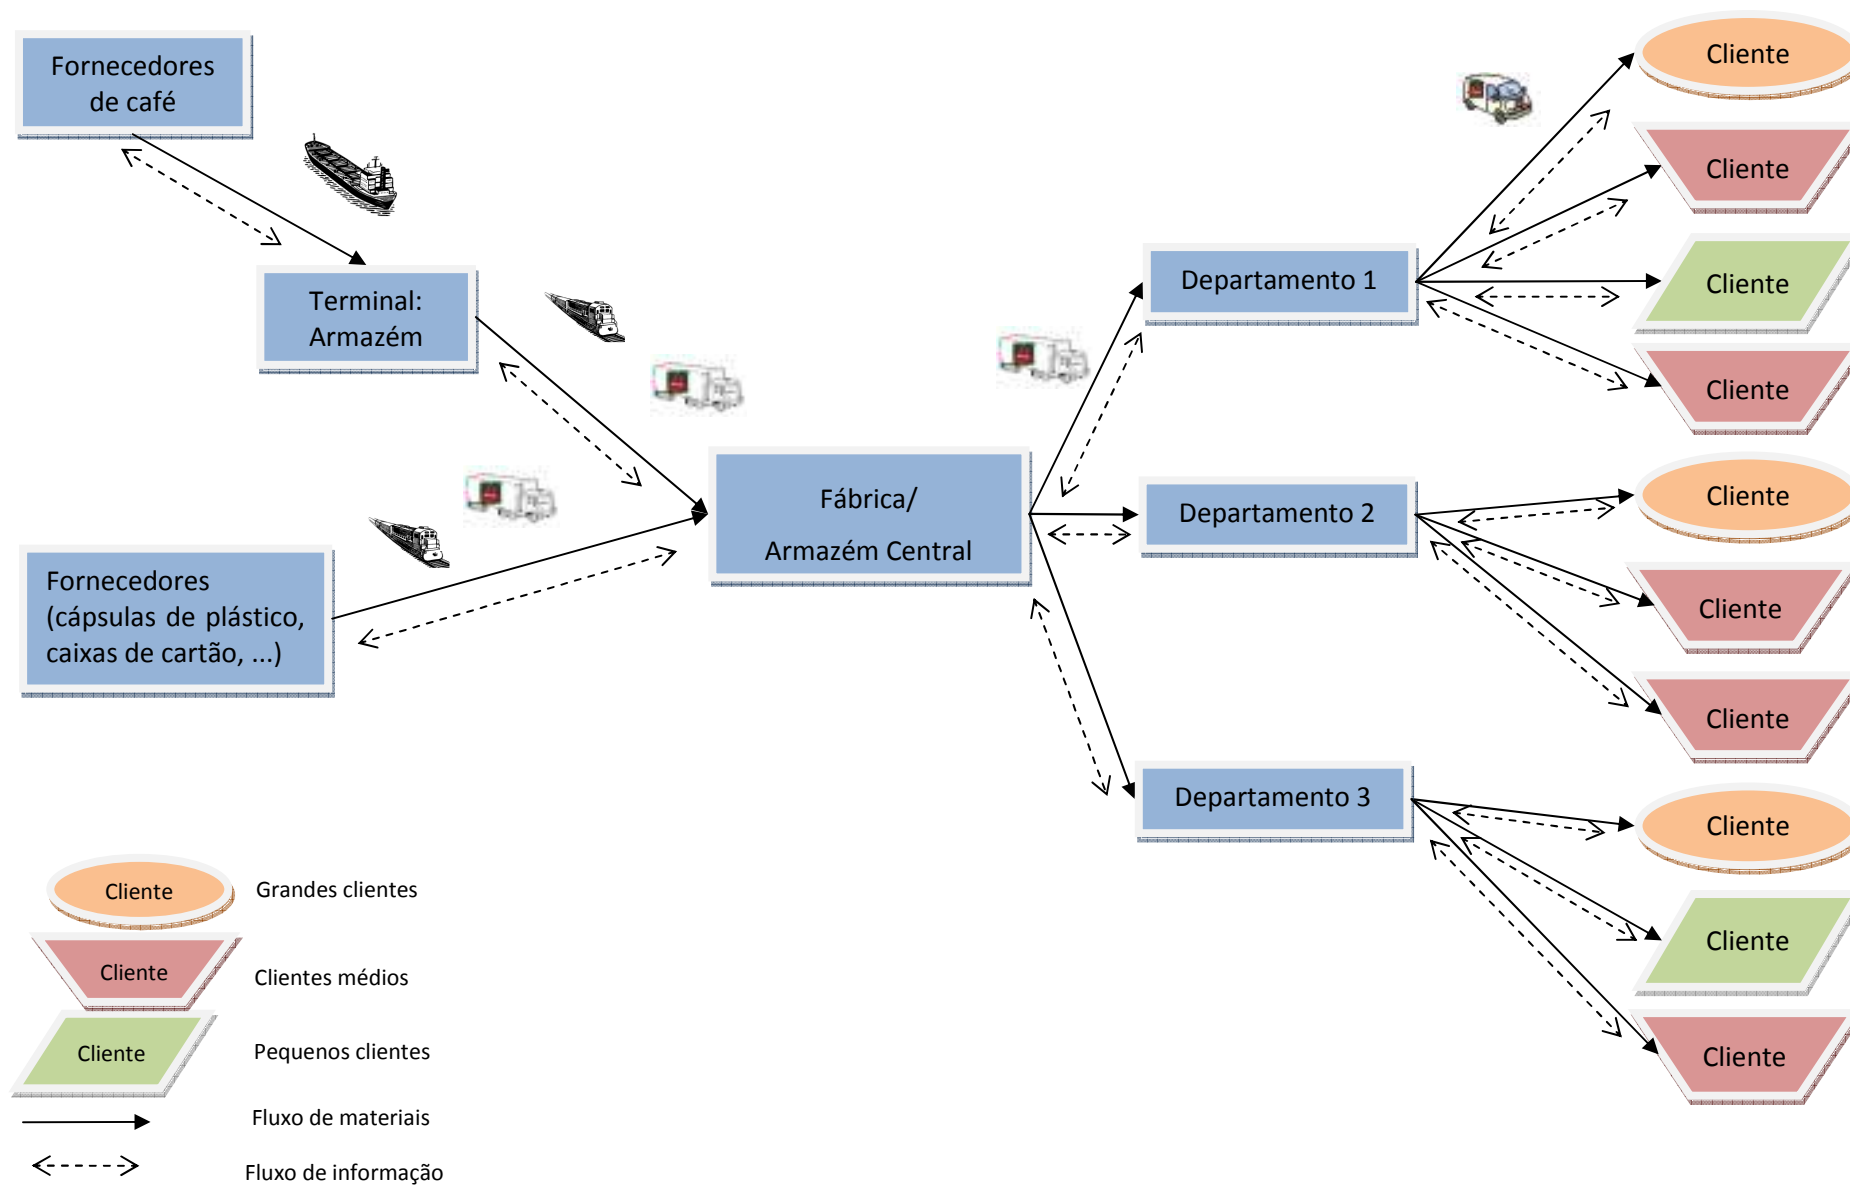 Fornecedores
de café
Terminal:
Armazém
Fornecedores
(cápsulas de plástico,
caixas de cartão, ...)
Fábrica/
Armazém Central
Departamento 1
Departamento 2
Departamento 3
Cliente
Cliente
Cliente
Cliente
Cliente
Cliente
Cliente
Cliente
Cliente
Cliente
Cliente
Grandes clientes
Cliente
Clientes médios
Cliente
Pequenos clientes
Fluxo de materiais
Fluxo de informação